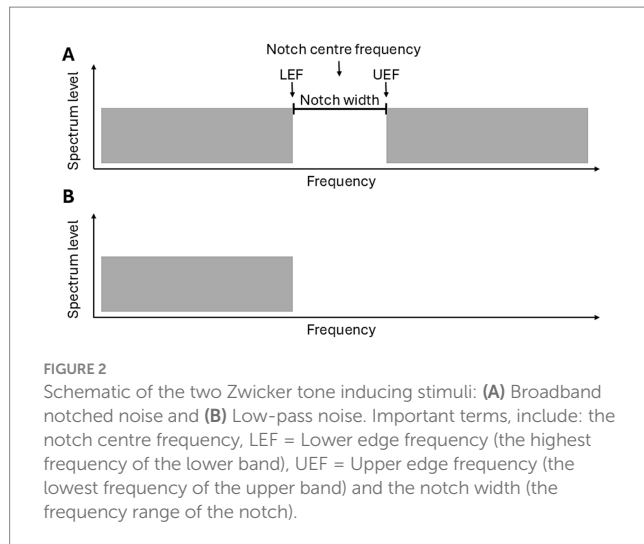 A
Notch centre frequency
LEF
UEF
Notch width
Spectrum level
Frequency
B
Spectrum level
Frequency
FIGURE 2
Schematic of the two Zwicker tone inducing stimuli: (A) Broadband
notched noise and (B) Low-pass noise. Important terms, include: the
notch centre frequency, LEF = Lower edge frequency (the highest
frequency of the lower band), UEF = Upper edge frequency (the
lowest frequency of the upper band) and the notch width (the
frequency range of the notch).